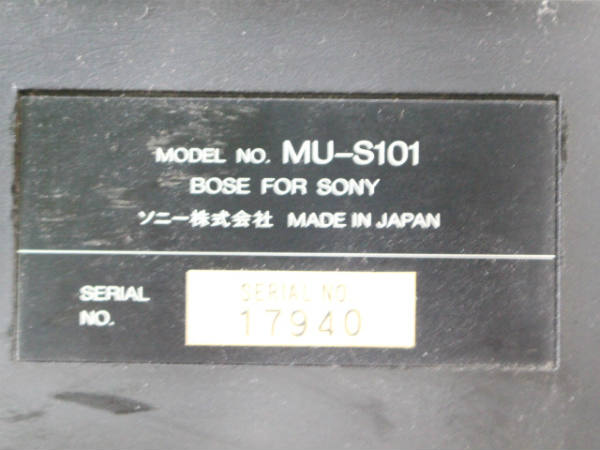 MODEL NO. MU-S101
BOSE FOR SONY
ソニー株式会社 MADE IN JAPAN
SERIAL NO.
SERIAL NO
17940